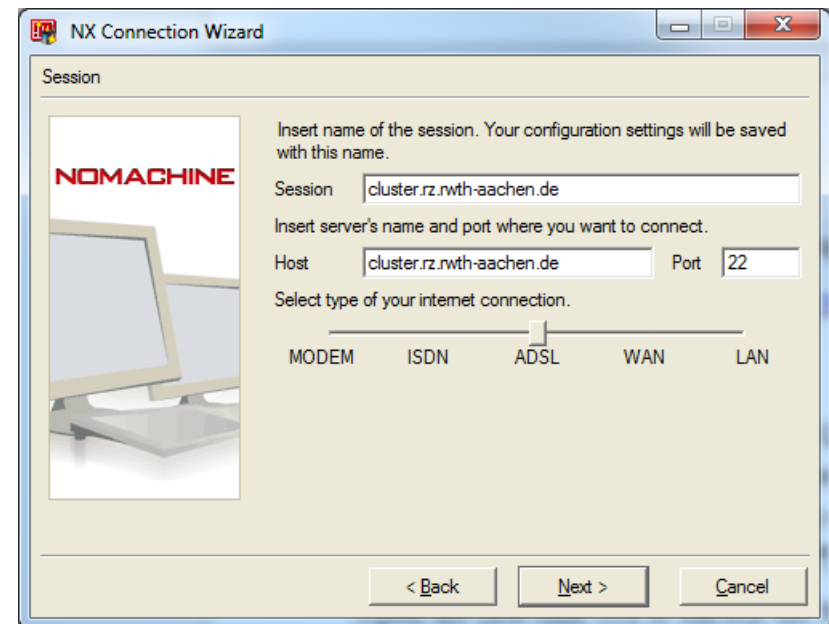 NX Connection Wizard
Session
NOMACHINE
Insert name of the session. Your configuration settings will be saved
with this name.
Session cluster.rz.rwth-aachen.de
Insert server's name and port where you want to connect.
Host cluster.rz.rwth-aachen.de Port 22
Select type of your internet connection.
MODEM ISDN ADSL WAN LAN
< Back Next > Cancel